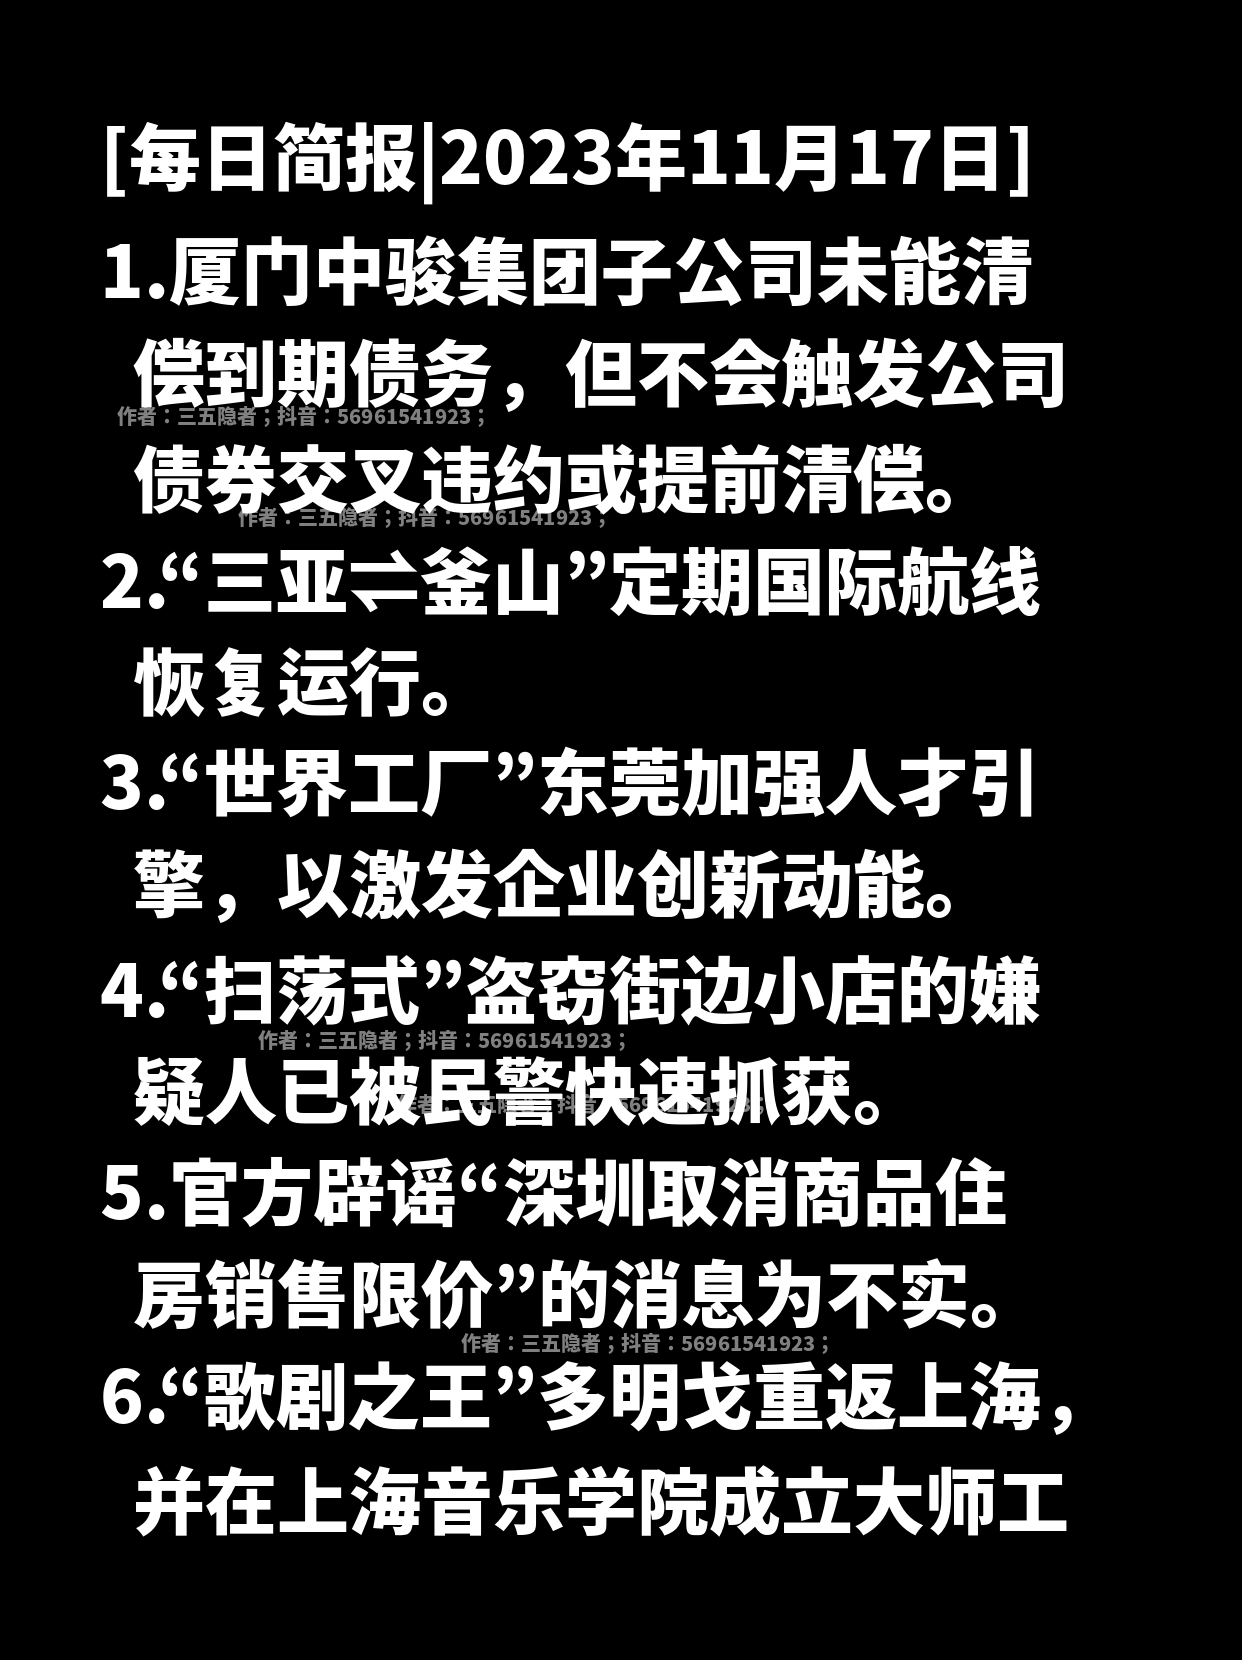 [每日简报|2023年11月17日]
1.厦门中骏集团子公司未能清
偿到期债务，但不会触发公司
作者：三五隐者；抖音：56961541923；
债券交叉违约或提前清偿。
作者：三五隐者；抖音：56961541923；
2.“三亚⇌釜山”定期国际航线
恢复运行。
3.“世界工厂”东莞加强人才引
擎，以激发企业创新动能。
4.“扫荡式”盗窃街边小店的嫌
作者：三五隐者；抖音：56961541923；
疑人已被民警快速抓获。
作者：三五隐者；抖音：56961541923；
5.官方辟谣“深圳取消商品住
房销售限价”的消息为不实。
作者：三五隐者；抖音：56961541923；
6.“歌剧之王”多明戈重返上海，
并在上海音乐学院成立大师工